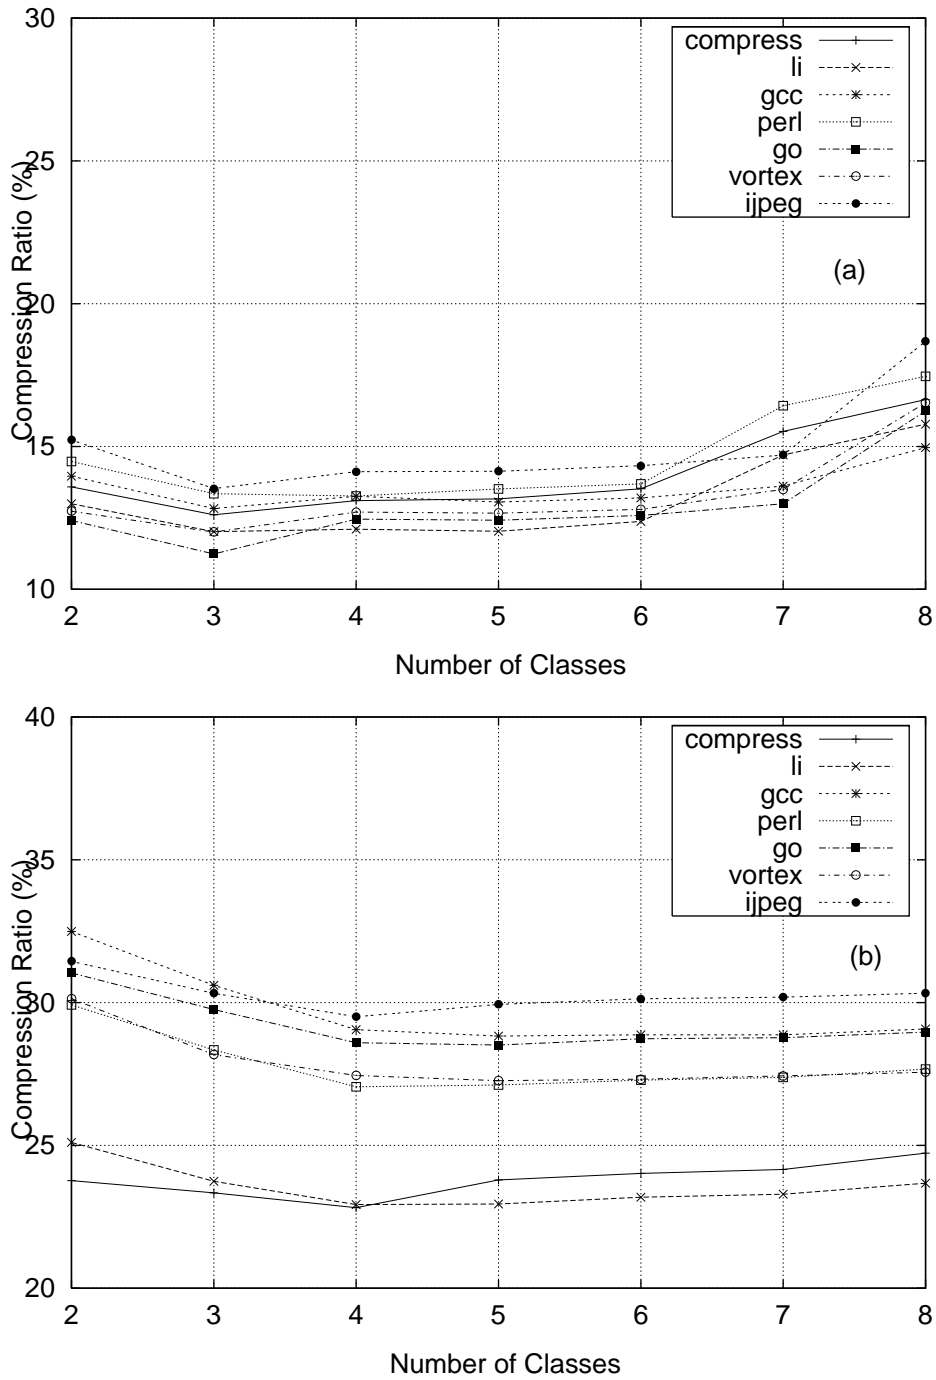 30
compress
li
gcc
perl
go
vortex
ijpeg
25
(a)
20
15
10
Compression Ratio (%)
2 3 4 5 6 7 8
Number of Classes
40
compress
li
gcc
perl
go
vortex
ijpeg
35
(b)
30
25
20
Compression Ratio (%)
2 3 4 5 6 7 8
Number of Classes